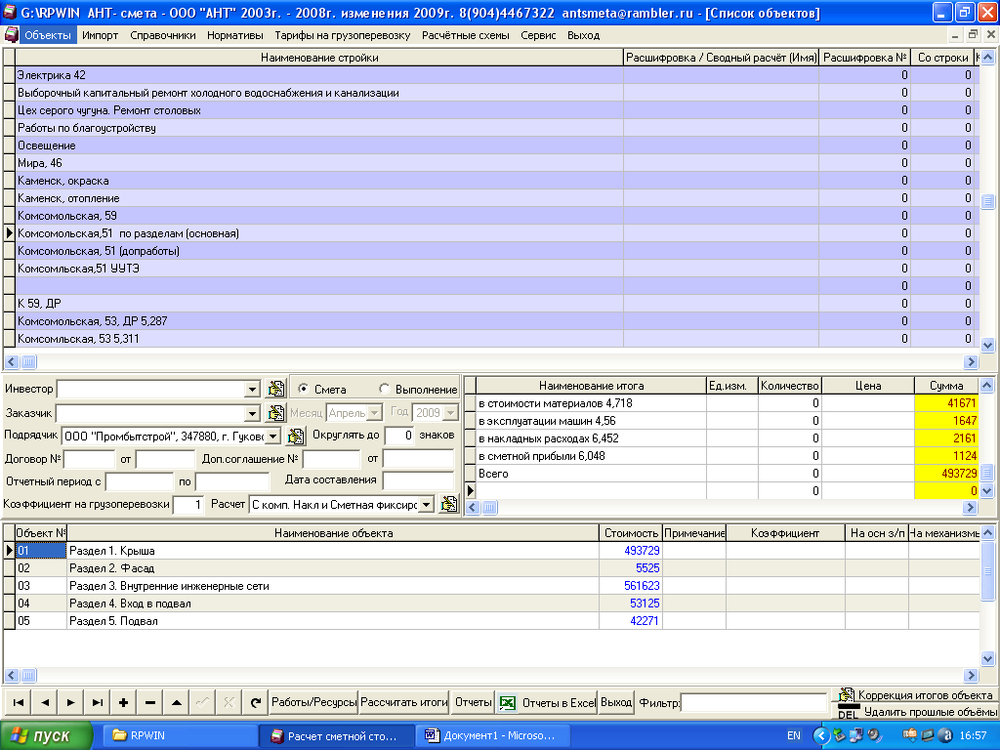 G:\RPWIN АНТ- смета - ООО "АНТ" 2003г. - 2008г. изменения 2009г. 8(904)4467322 antsmeta@rambler.ru - [Список объектов]
Объекты Импорт Справочники Нормативы Тарифы на грузоперевозку Расчётные схемы Сервис Выход
Наименование стройки Расшифровка / Сводный расчёт (Имя) Расшифровка № Со строки
Электрика 42 0 0
Выборочный капитальный ремонт холодного водоснабжения и канализации 0 0
Цех серого чугуна. Ремонт столовых 0 0
Работы по благоустройству 0 0
Освещение 0 0
Мира, 46 0 0
Каменск, окраска 0 0
Каменск, отопление 0 0
Комсомольская, 59 0 0
Комсомольская,51 по разделам (основная) 0 0
Комсомольская, 51 (допработы) 0 0
Комсомльская,51 УУТЭ 0 0
0 0
К 59, ДР 0 0
Комсомольская, 53, ДР 5,287 0 0
Комсомльская, 53 5,311 0 0
Инвестор Смета Выполнение
Заказчик Месяц Апрель Год 2009
Подрядчик ООО "Промбытстрой", 347880, г. Гуково Округлять до 0 знаков
Договор № от Доп.соглашение № от
Отчетный период с по Дата составления
Коэффициент на грузоперевозки 1 Расчет С комп. Накл и Сметная Фиксирс
Наименование итога Ед.изм. Количество Цена Сумма
в стоимости материалов 4,718 0 41671
в эксплуатации машин 4,56 0 1647
в накладных расходах 6,452 0 2161
в сметной прибыли 6,048 0 1124
Всего 0 493729
0 0
Объект № Наименование объекта Стоимость Примечание Коэффициент На осн з/п На механизмы
01 Раздел 1. Крыша 493729
02 Раздел 2. Фасад 5525
03 Раздел 3. Внутренние инженерные сети 561623
04 Раздел 4. Вход в подвал 53125
05 Раздел 5. Подвал 42271
Работы/Ресурсы Рассчитать итоги Отчеты Отчеты в Excel Выход Фильтр: Коррекция итогов объекта
DEL Удалить прошлые объёмы
пуск RPWIN Расчет сметной сто... Документ1 - Microso... EN 16:57